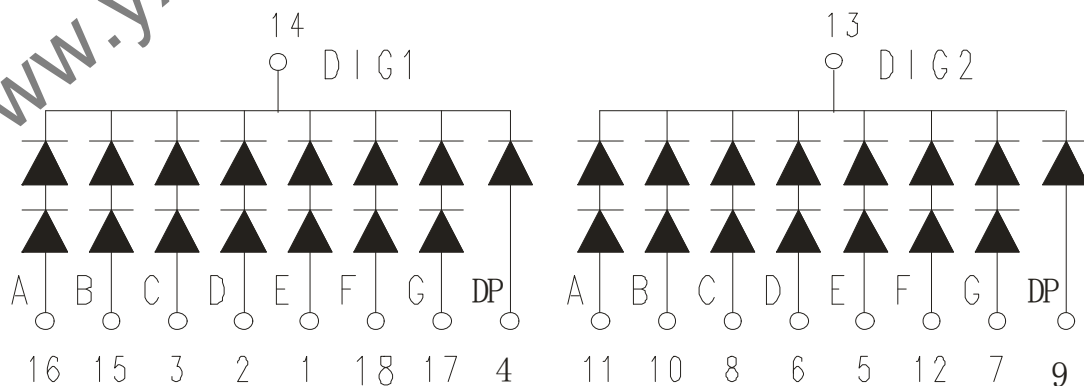 14 13
DIG1 DIG2
A B C D E F G DP A B C D E F G DP
16 15 3 2 1 18 17 4 11 10 8 6 5 12 7 9